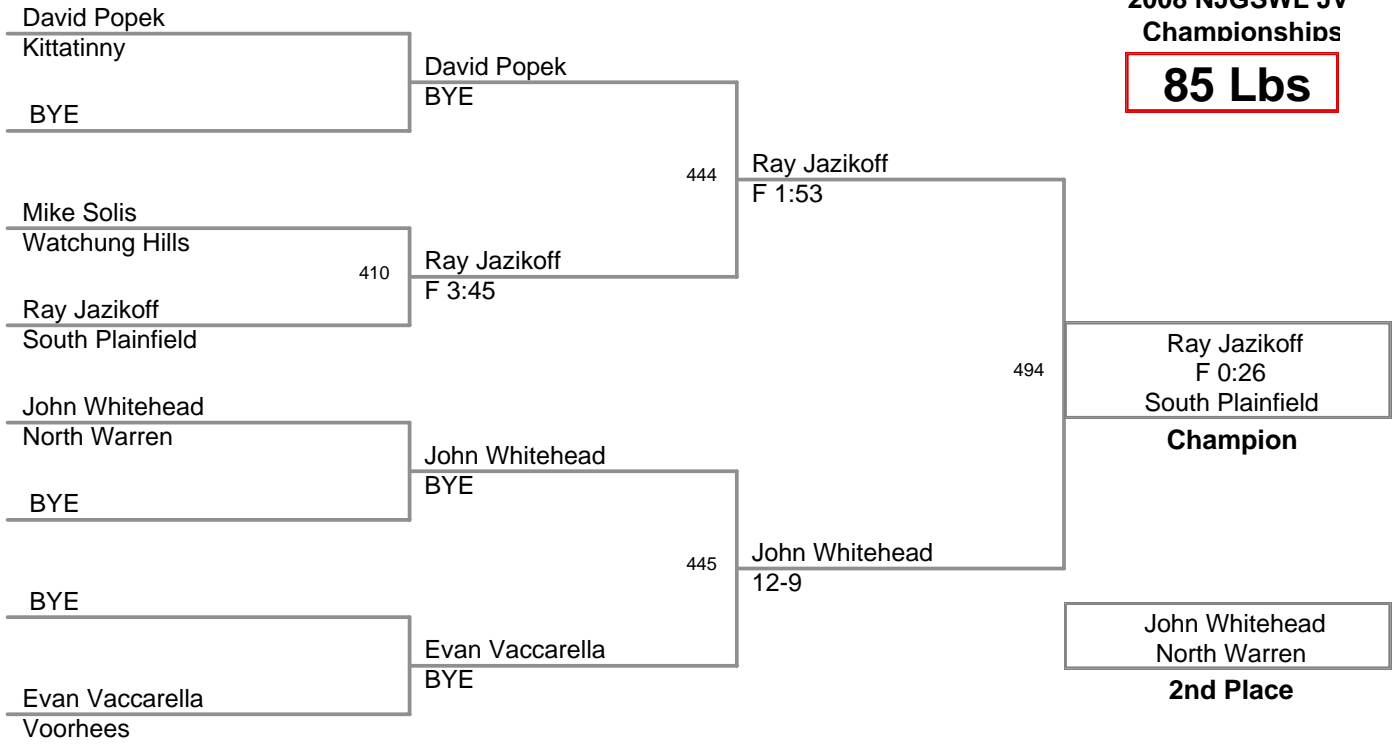 2008 NJGSWL JV
Championships
85 Lbs
David Popek
Kittatinny
BYE
Mike Solis
Watchung Hills
410
Ray Jazikoff
South Plainfield
John Whitehead
North Warren
BYE
BYE
Evan Vaccarella
Voorhees
David Popek
BYE
444
Ray Jazikoff
F 3:45
John Whitehead
BYE
445
Evan Vaccarella
BYE
Ray Jazikoff
F 1:53
494
John Whitehead
12-9
Ray Jazikoff
F 0:26
South Plainfield
Champion
John Whitehead
North Warren
2nd Place